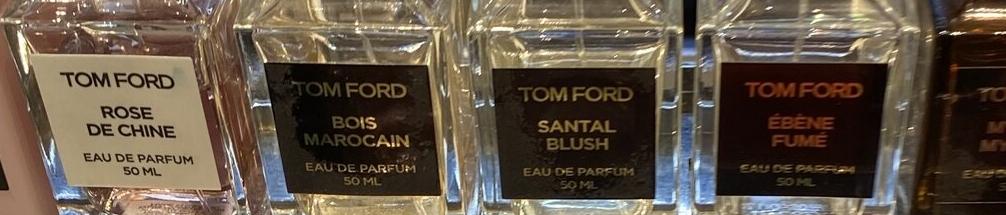 TOM FORD
ROSE
DE CHINE
EAU DE PARFUM
50 ML
TOM FORD
BOIS
MAROCAIN
EAU DE PARFUM
50 ML
TOM FORD
SANTAL
BLUSH
EAU DE PARFUM
50 ML
TOM FORD
ÉBÈNE
FUMÉ
EAU DE PARFUM
50 ML